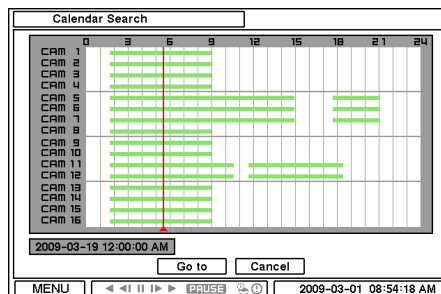 Calendar Search
0 3 6 9 12 15 18 21 24
CAM 1
CAM 2
CAM 3
CAM 4
CAM 5
CAM 6
CAM 7
CAM 8
CAM 9
CAM 10
CAM 11
CAM 12
CAM 13
CAM 14
CAM 15
CAM 16
2009-03-19 12:00:00 AM
Go to Cancel
MENU PAUSE 2009-03-01 08:54:18 AM